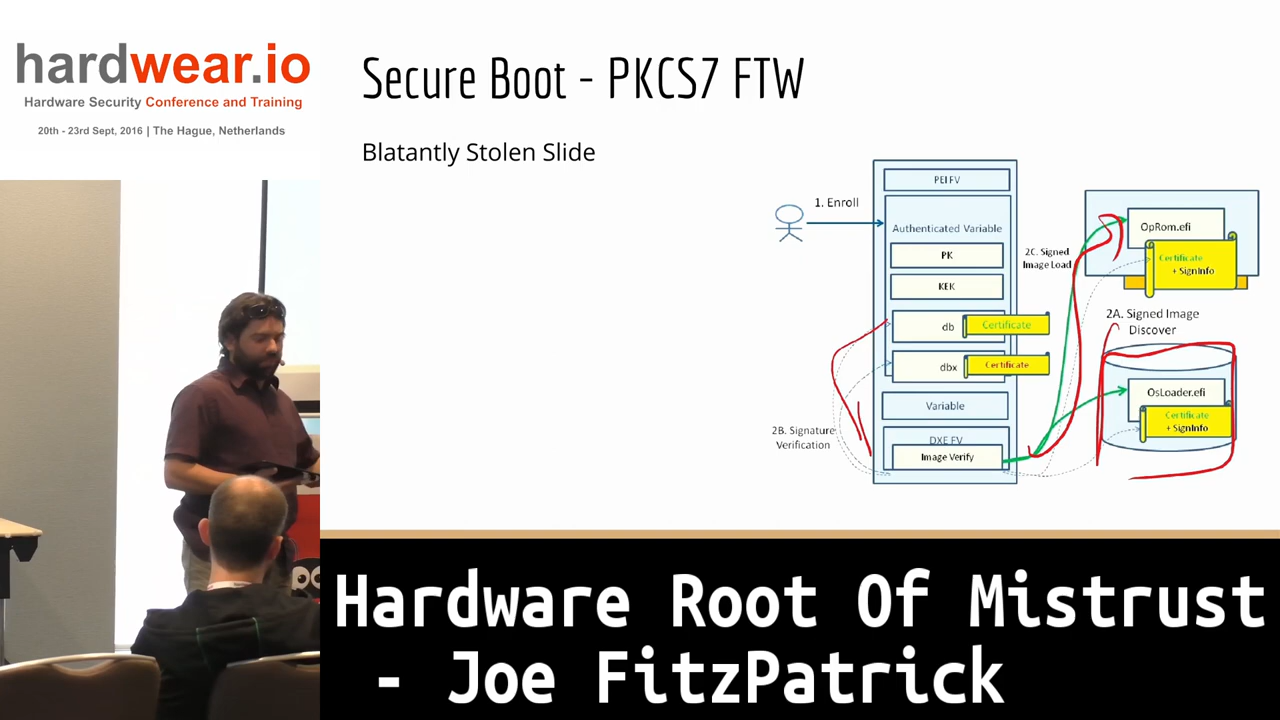 hardwear.io
Hardware Security Conference and Training
20th - 23rd Sept, 2016 | The Hague, Netherlands
Secure Boot - PKCS7 FTW
Blatantly Stolen Slide
1. Enroll
PEI FV
Authenticated Variable
PK
KEK
db
Certificate
dbx
Certificate
Variable
DXE FV
Image Verify
2B. Signature
Verification
2C. Signed
Image Load
OpRom.efi
Certificate
+ SignInfo
2A. Signed Image
Discover
OsLoader.efi
Certificate
+ SignInfo
Hardware Root Of Mistrust
- Joe FitzPatrick